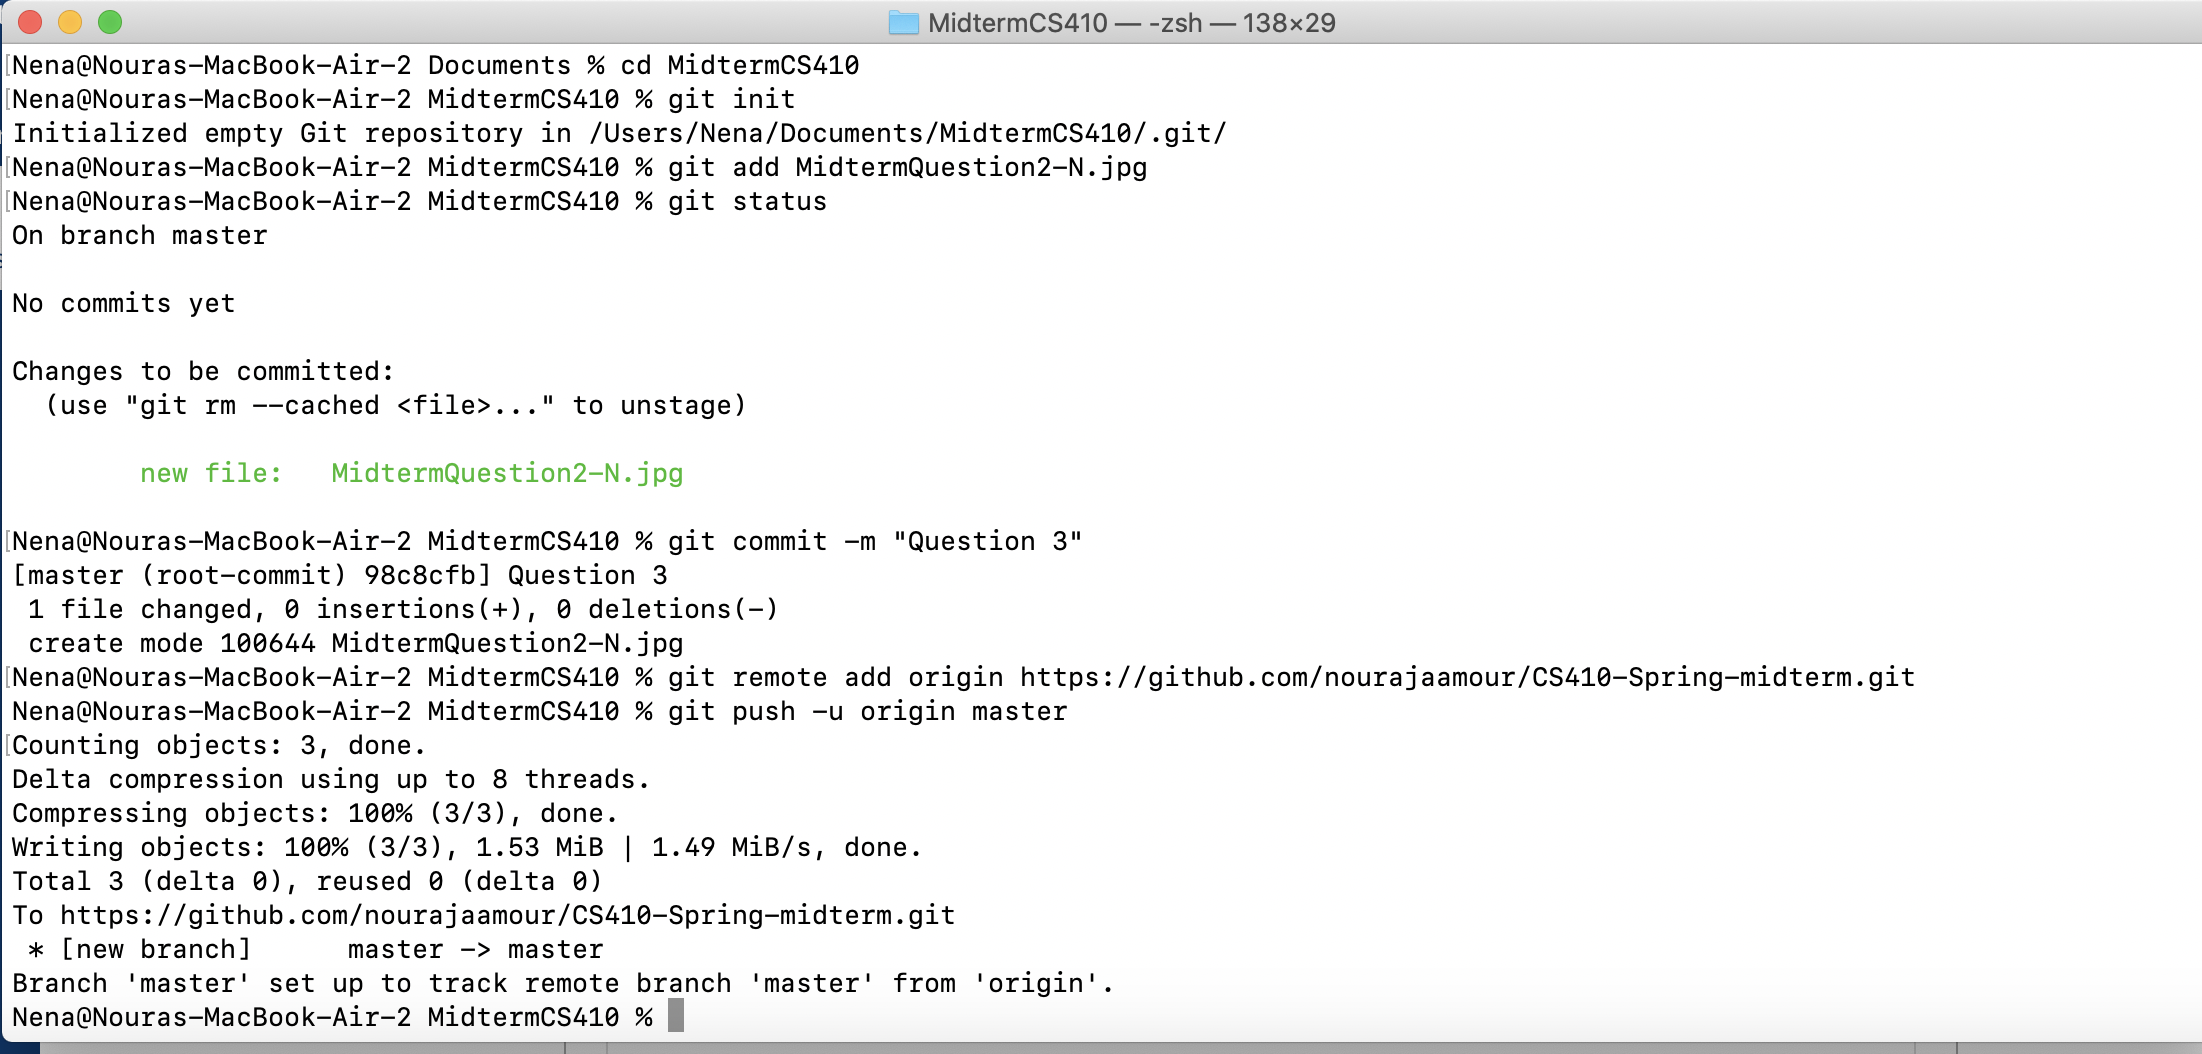 MidtermCS410 — -zsh — 138×29
Nena@Nouras-MacBook-Air-2 Documents % cd MidtermCS410
Nena@Nouras-MacBook-Air-2 MidtermCS410 % git init
Initialized empty Git repository in /Users/Nena/Documents/MidtermCS410/.git/
Nena@Nouras-MacBook-Air-2 MidtermCS410 % git add MidtermQuestion2-N.jpg
Nena@Nouras-MacBook-Air-2 MidtermCS410 % git status
On branch master
No commits yet
Changes to be committed:
  (use "git rm --cached <file>..." to unstage)
        new file:   MidtermQuestion2-N.jpg
Nena@Nouras-MacBook-Air-2 MidtermCS410 % git commit -m "Question 3"
[master (root-commit) 98c8cfb] Question 3
 1 file changed, 0 insertions(+), 0 deletions(-)
 create mode 100644 MidtermQuestion2-N.jpg
Nena@Nouras-MacBook-Air-2 MidtermCS410 % git remote add origin https://github.com/nourajaamour/CS410-Spring-midterm.git
Nena@Nouras-MacBook-Air-2 MidtermCS410 % git push -u origin master
Counting objects: 3, done.
Delta compression using up to 8 threads.
Compressing objects: 100% (3/3), done.
Writing objects: 100% (3/3), 1.53 MiB | 1.49 MiB/s, done.
Total 3 (delta 0), reused 0 (delta 0)
To https://github.com/nourajaamour/CS410-Spring-midterm.git
 * [new branch]      master -> master
Branch 'master' set up to track remote branch 'master' from 'origin'.
Nena@Nouras-MacBook-Air-2 MidtermCS410 %